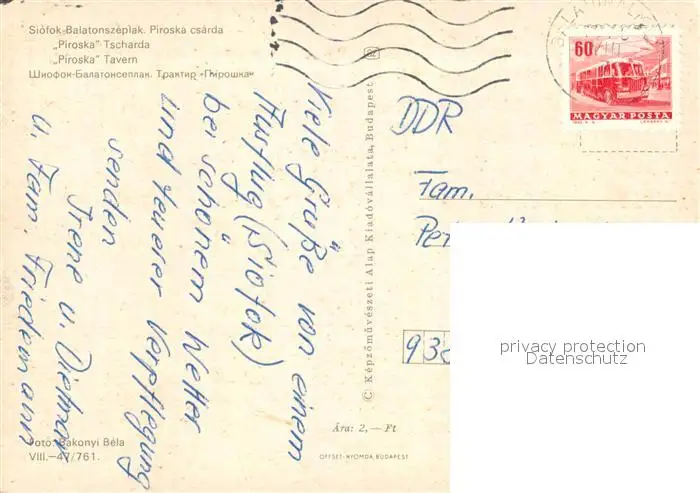 Siófok-Balatonszéplak. Piroska csárda
„Piroska" Tscharda
„Piroska" Tavern
Шиофок-Балатонсеплак. Трактир «Пирошка»
Viele Grüße von einem
Ausflug (Siofok)
bei schönem Wetter
und teuerer Verpflegung
senden
Irene u. Dietmar
u. Fam. Friedemann
Foto: Bakonyi Béla
VIII.—47/761.
© Képzőművészeti Alap Kiadóvállalata, Budapest
Ára: 2,— Ft
OFFSET-NYOMDA, BUDAPEST
60
MAGYAR POSTA
DDR
Fam.
93
privacy protection
Datenschutz